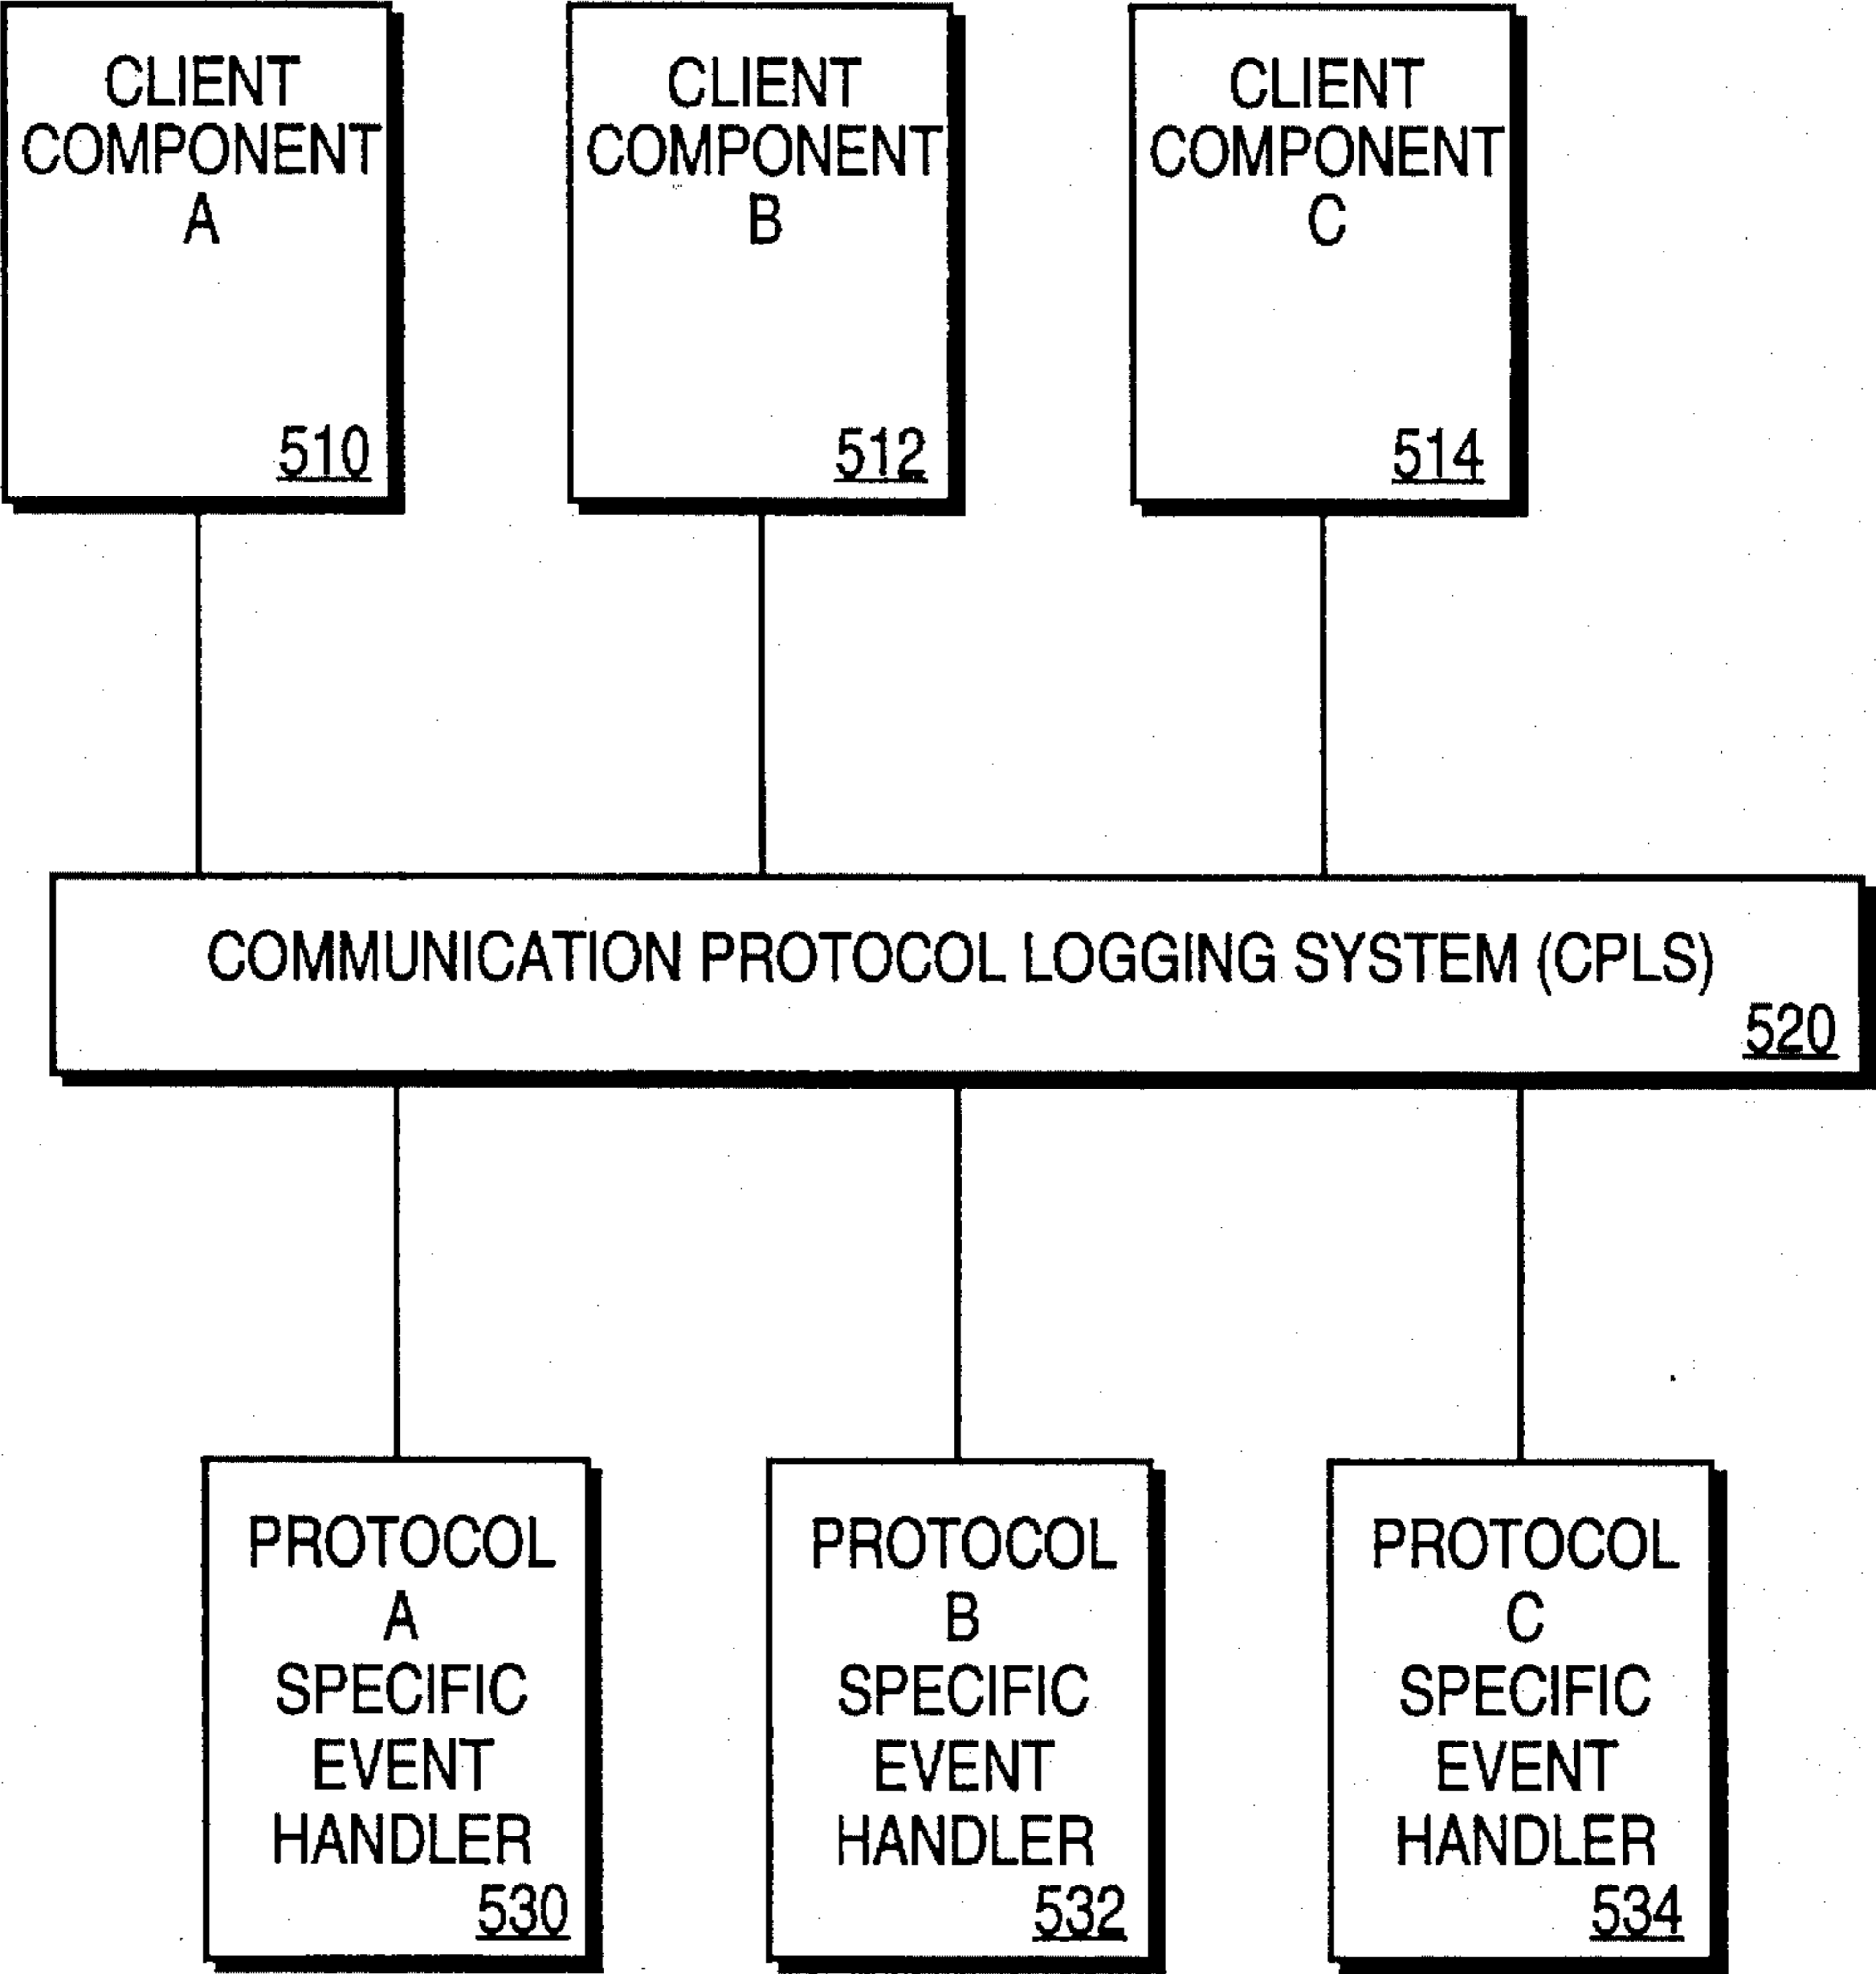 CLIENT
COMPONENT
A
510
CLIENT
COMPONENT
B
512
CLIENT
COMPONENT
C
514
COMMUNICATION PROTOCOL LOGGING SYSTEM (CPLS)
520
PROTOCOL
A
SPECIFIC
EVENT
HANDLER
530
PROTOCOL
B
SPECIFIC
EVENT
HANDLER
532
PROTOCOL
C
SPECIFIC
EVENT
HANDLER
534